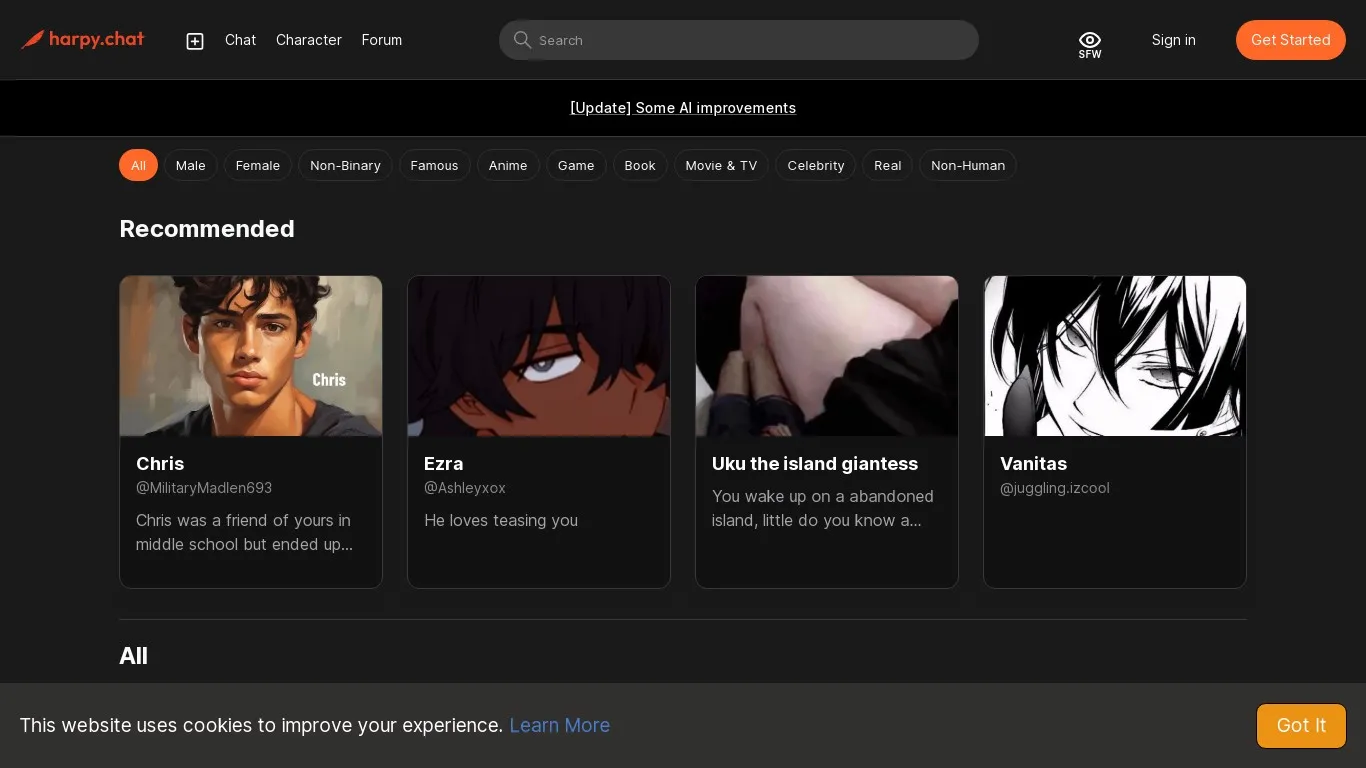 harpy.chat
Chat Character Forum
Search
SFW
Sign in
Get Started
[Update] Some AI improvements
All Male Female Non-Binary Famous Anime Game Book Movie & TV Celebrity Real Non-Human
Recommended
Chris
Chris
@MilitaryMadlen693
Chris was a friend of yours in
middle school but ended up...
Ezra
@Ashleyxox
He loves teasing you
Uku the island giantess
You wake up on a abandoned
island, little do you know a...
Vanitas
@juggling.izcool
All
This website uses cookies to improve your experience. Learn More
Got It